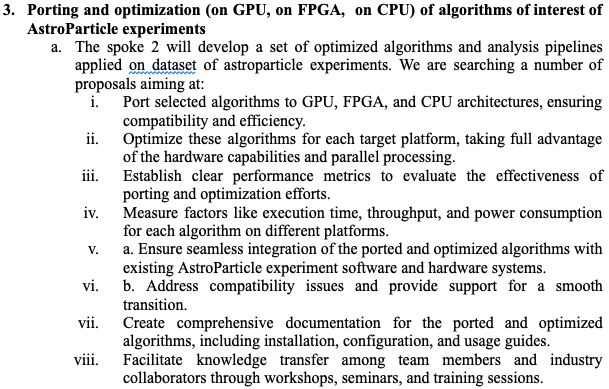 3. Porting and optimization (on GPU, on FPGA, on CPU) of algorithms of interest of
AstroParticle experiments
a. The spoke 2 will develop a set of optimized algorithms and analysis pipelines
applied on dataset of astroparticle experiments. We are searching a number of
proposals aiming at:
i. Port selected algorithms to GPU, FPGA, and CPU architectures, ensuring
compatibility and efficiency.
ii. Optimize these algorithms for each target platform, taking full advantage
of the hardware capabilities and parallel processing.
iii. Establish clear performance metrics to evaluate the effectiveness of
porting and optimization efforts.
iv. Measure factors like execution time, throughput, and power consumption
for each algorithm on different platforms.
v. a. Ensure seamless integration of the ported and optimized algorithms with
existing AstroParticle experiment software and hardware systems.
vi. b. Address compatibility issues and provide support for a smooth
transition.
vii. Create comprehensive documentation for the ported and optimized
algorithms, including installation, configuration, and usage guides.
viii. Facilitate knowledge transfer among team members and industry
collaborators through workshops, seminars, and training sessions.